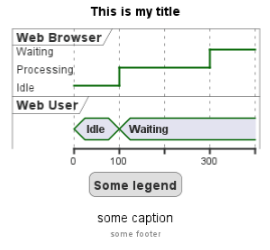 This is my title
Web Browser
Waiting
Processing
Idle
Web User
Idle Waiting
0 100 300
Some legend
some caption
some footer